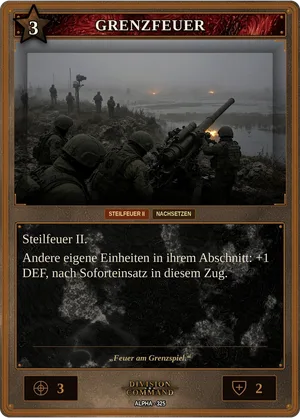 3
GRENZFEUER
STEILFEUER II
NACHSETZEN
Steilfeuer II.
Andere eigene Einheiten in ihrem Abschnitt: +1
DEF, nach Soforteinsatz in diesem Zug.
„Feuer am Grenzspiel.“
3
DIVISION
COMMAND
ALPHA · 325
2